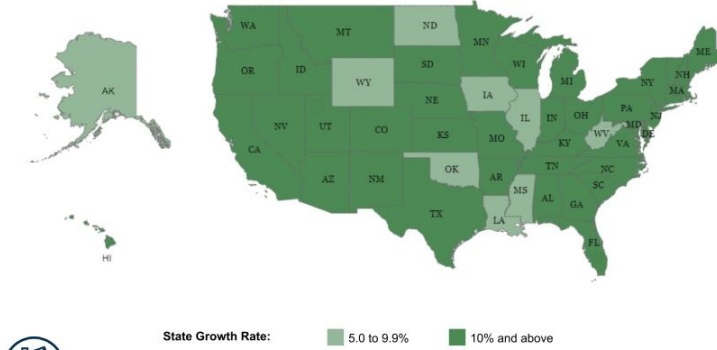 WA
MT
ND
MN
ME
OR
ID
WY
SD
WI
MI
NY
NH
MA
AK
NE
IA
IL
IN
OH
PA
NJ
MD
DE
NV
UT
CO
KS
MO
KY
WV
VA
CA
AZ
NM
OK
AR
TN
NC
SC
TX
LA
MS
AL
GA
FL
HI
State Growth Rate: 5.0 to 9.9% 10% and above